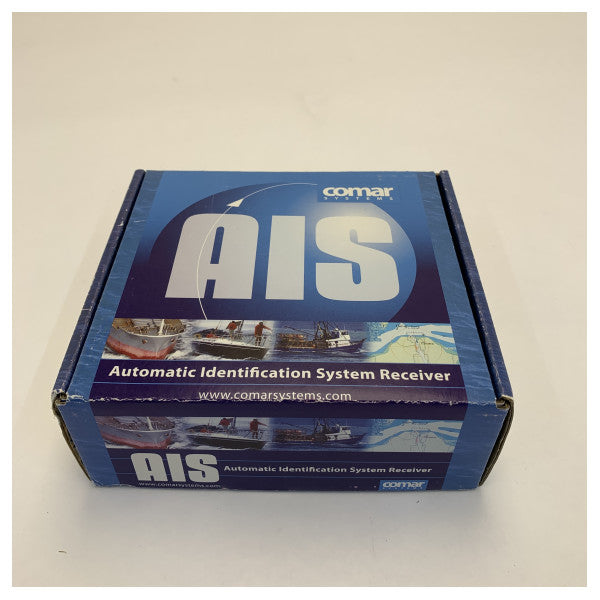 comar
SYSTEMS
AIS
Automatic Identification System Receiver
www.comarsystems.com
AIS Automatic Identification System Receiver
www.comarsystems.com
comar
SYSTEMS